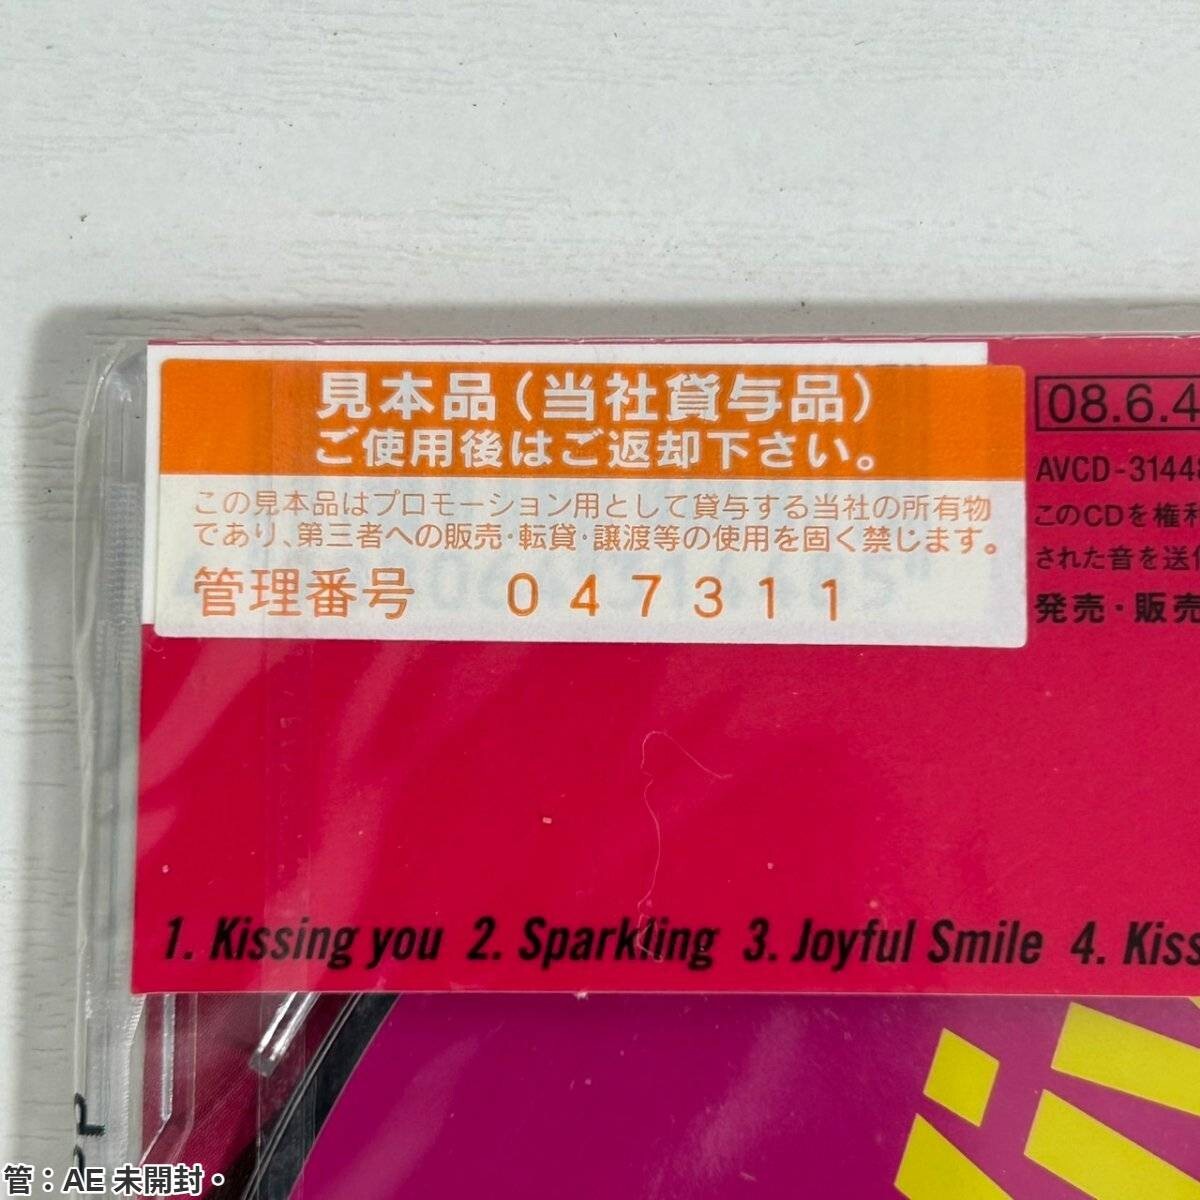 見本品(当社貸与品)
ご使用後はご返却下さい。
この見本品はプロモーション用として貸与する当社の所有物
であり、第三者への販売・転貸・譲渡等の使用を固く禁じます。
管理番号 047311
08.6.4
AVCD-3144
このCDを権利
された音を送信
発売・販売
1. Kissing you 2. Sparkling 3. Joyful Smile 4. Kiss
管：AE 未開封。